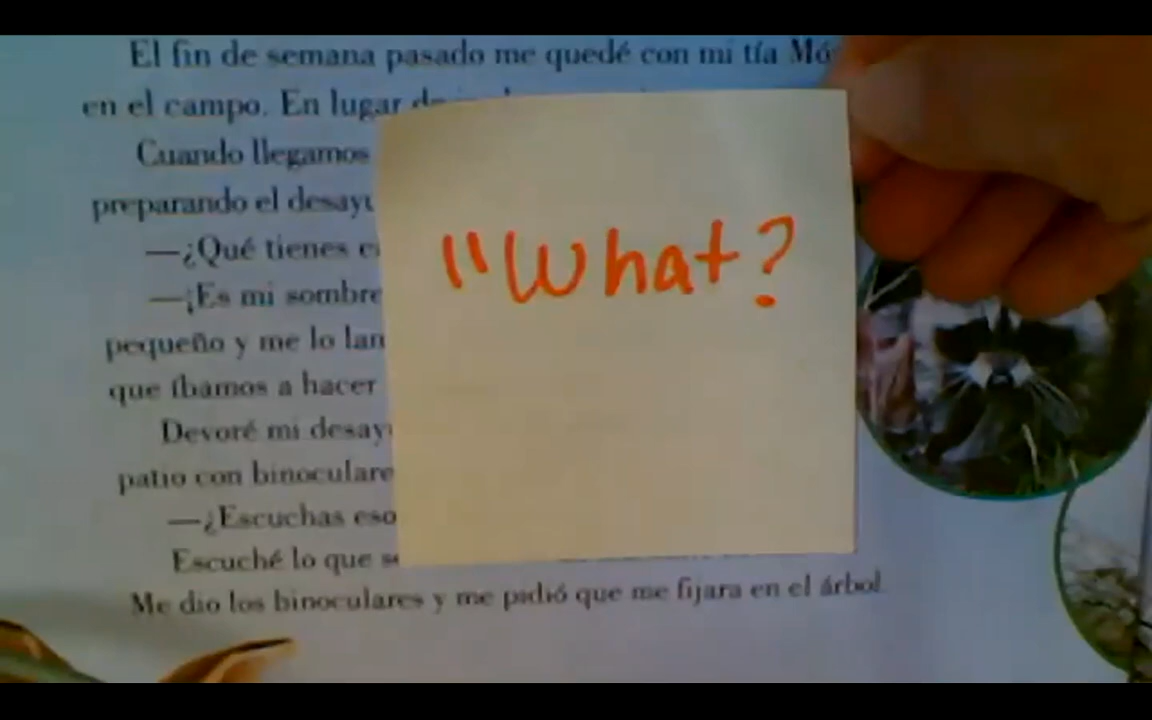 El fin de semana pasado me quedé con mi tía
en el campo. En lugar
Cuando llegamos
preparando el
—¿Qué tienes
—¡Es mi
pequeño y me lo
que íbamos a hacer
Devoré mi
patio con
—¿Escuchas eso
Escuché lo que
Me dio los binoculares y me pidió que me fijara en el árbol
"What?